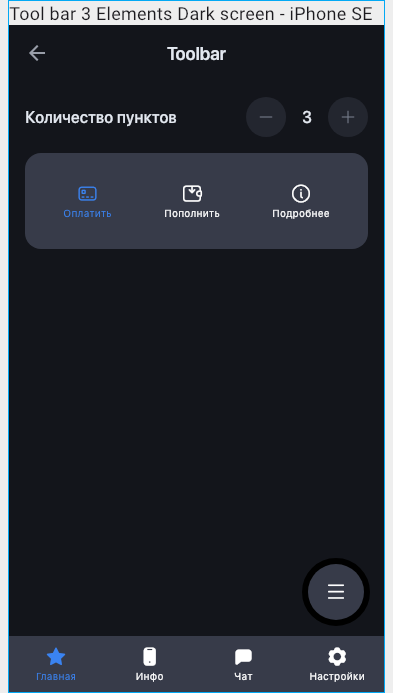 Tool bar 3 Elements Dark screen - iPhone SE
Toolbar
Количество пунктов 3
Оплатить Пополнить Подробнее
Главная Инфо Чат Настройки